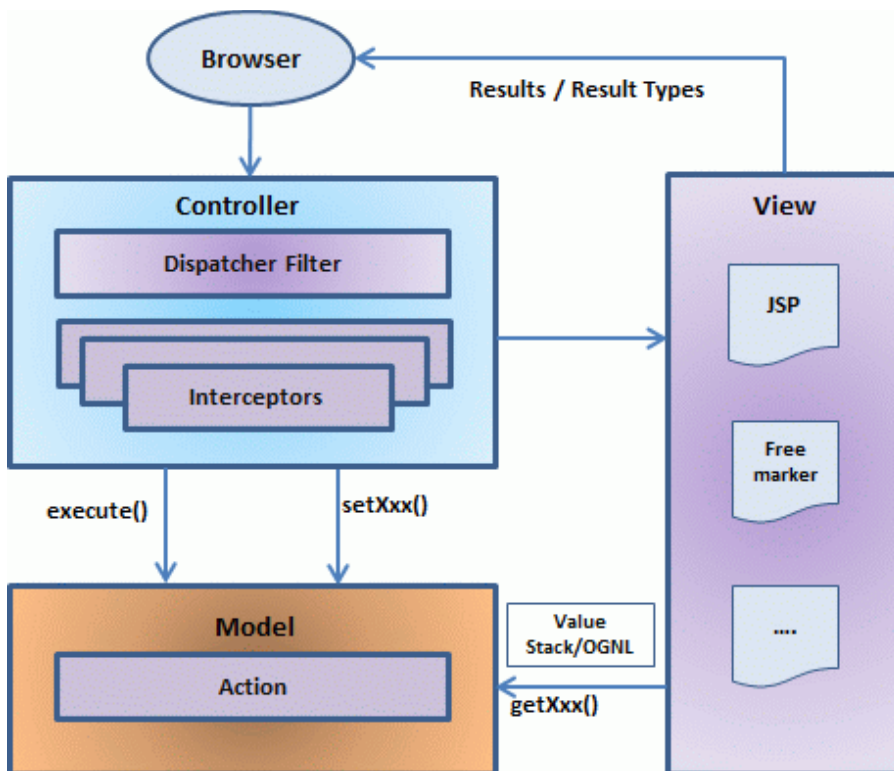 Browser
Results / Result Types
Controller
Dispatcher Filter
Interceptors
View
JSP
Free
marker
....
execute()
setXxx()
Model
Action
Value
Stack/OGNL
getXxx()